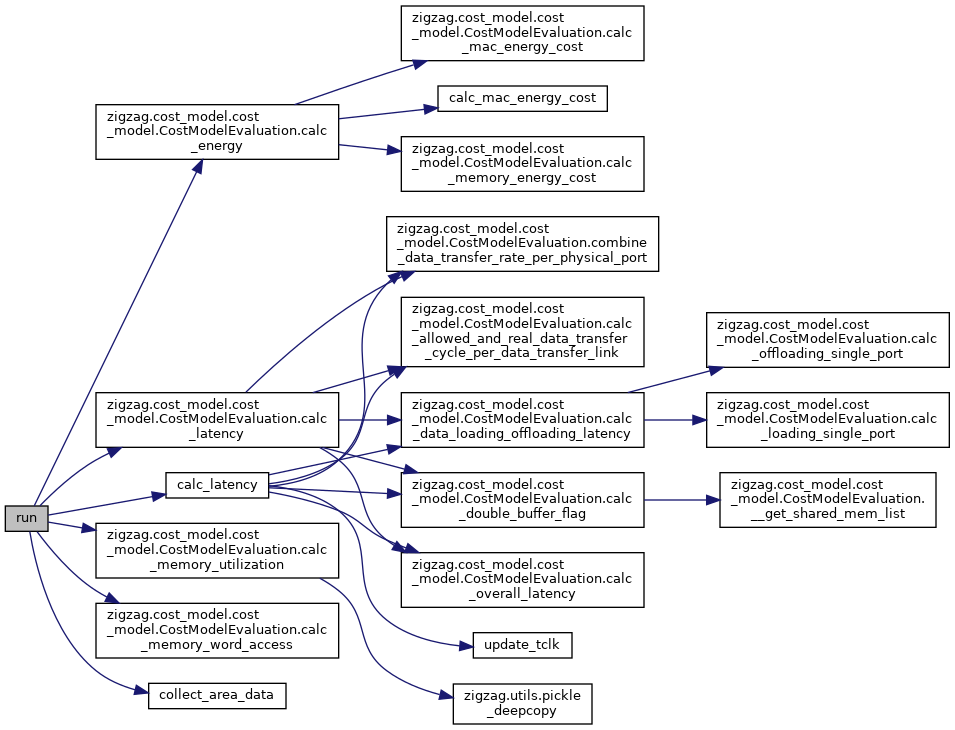 zigzag.cost_model.cost
_model.CostModelEvaluation.calc
_mac_energy_cost
calc_mac_energy_cost
zigzag.cost_model.cost
_model.CostModelEvaluation.calc
_energy
zigzag.cost_model.cost
_model.CostModelEvaluation.calc
_memory_energy_cost
zigzag.cost_model.cost
_model.CostModelEvaluation.combine
_data_transfer_rate_per_physical_port
zigzag.cost_model.cost
_model.CostModelEvaluation.calc
_allowed_and_real_data_transfer
_cycle_per_data_transfer_link
zigzag.cost_model.cost
_model.CostModelEvaluation.calc
_offloading_single_port
zigzag.cost_model.cost
_model.CostModelEvaluation.calc
_latency
zigzag.cost_model.cost
_model.CostModelEvaluation.calc
_data_loading_offloading_latency
zigzag.cost_model.cost
_model.CostModelEvaluation.calc
_loading_single_port
calc_latency
zigzag.cost_model.cost
_model.CostModelEvaluation.calc
_double_buffer_flag
zigzag.cost_model.cost
_model.CostModelEvaluation.
__get_shared_mem_list
run
zigzag.cost_model.cost
_model.CostModelEvaluation.calc
_memory_utilization
zigzag.cost_model.cost
_model.CostModelEvaluation.calc
_overall_latency
zigzag.cost_model.cost
_model.CostModelEvaluation.calc
_memory_word_access
update_tclk
collect_area_data
zigzag.utils.pickle
_deepcopy